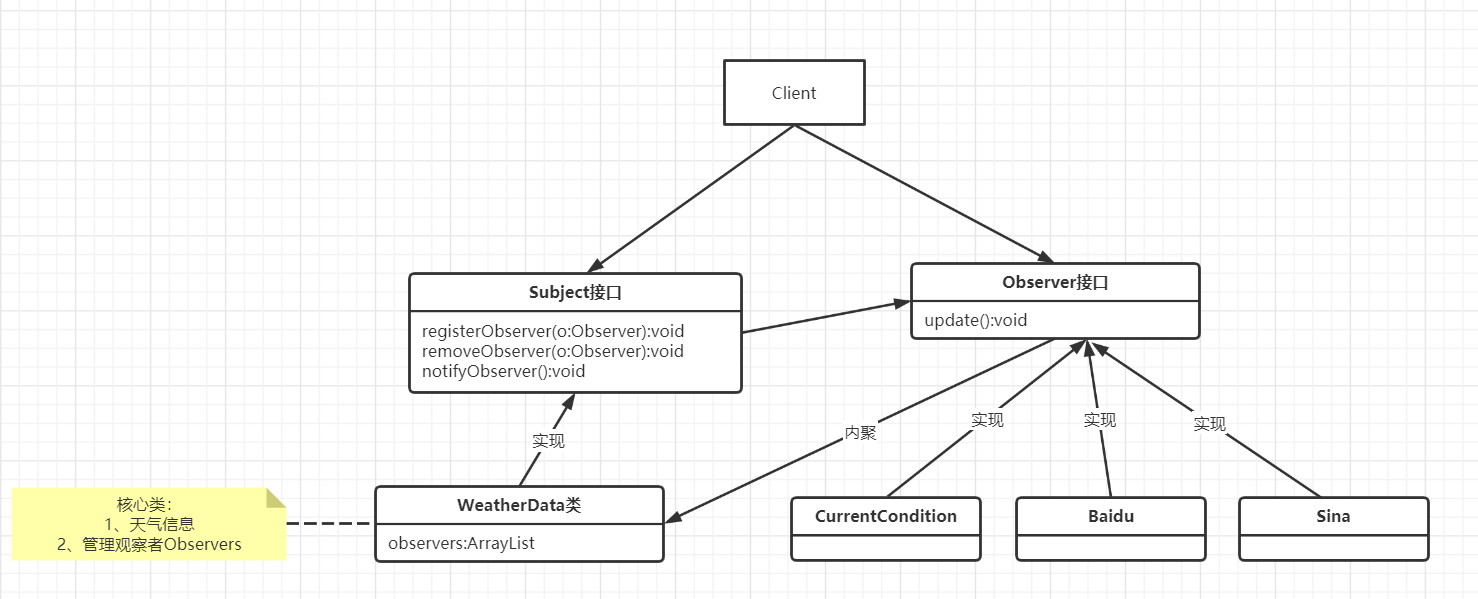 Client
Subject接口
registerObserver(o:Observer):void
removeObserver(o:Observer):void
notifyObserver():void
Observer接口
update():void
实现
内聚
实现
实现
实现
核心类：
1、天气信息
2、管理观察者Observers
WeatherData类
observers:ArrayList
CurrentCondition
Baidu
Sina